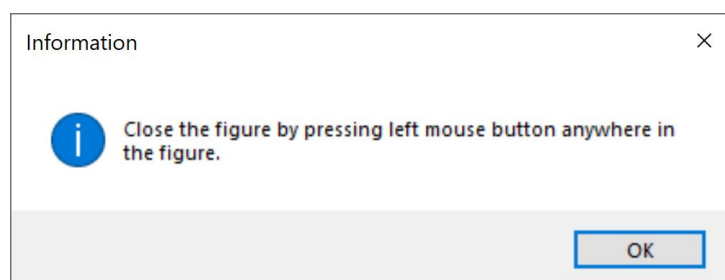 Information
Close the figure by pressing left mouse button anywhere in
the figure.
OK